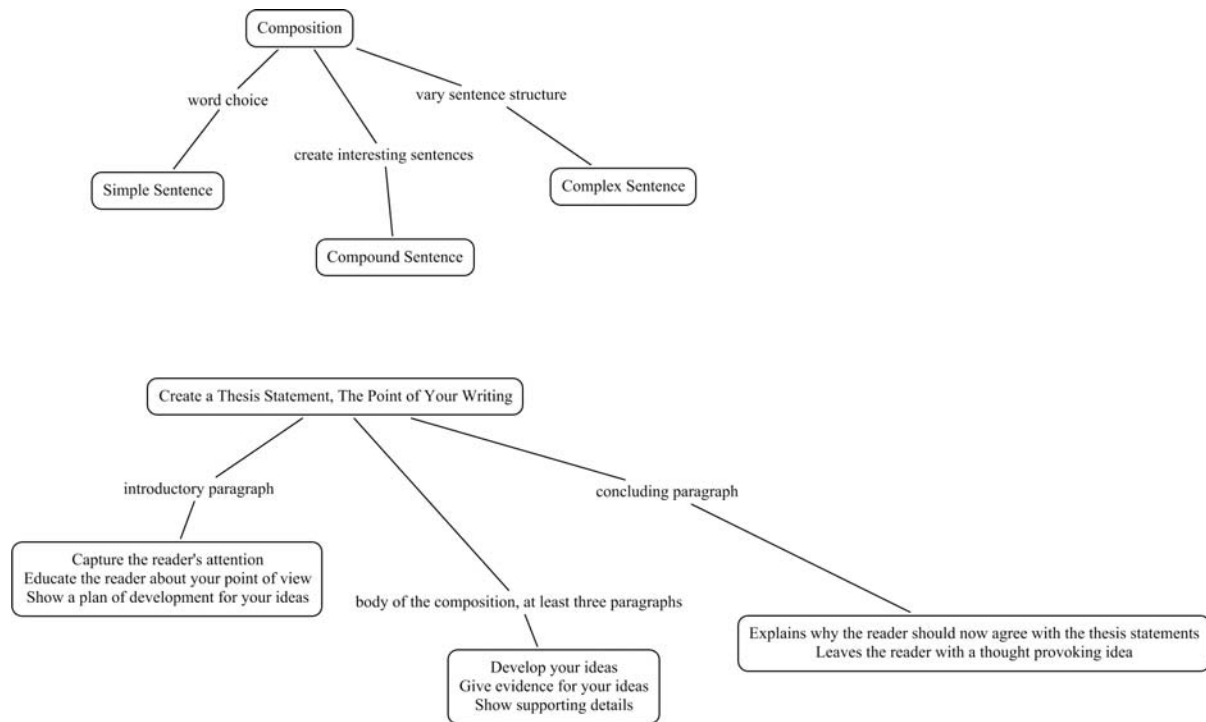 Composition
word choice
vary sentence structure
create interesting sentences
Simple Sentence
Complex Sentence
Compound Sentence
Create a Thesis Statement, The Point of Your Writing
introductory paragraph
concluding paragraph
Capture the reader's attention
Educate the reader about your point of view
Show a plan of development for your ideas
body of the composition, at least three paragraphs
Explains why the reader should now agree with the thesis statements
Leaves the reader with a thought provoking idea
Develop your ideas
Give evidence for your ideas
Show supporting details